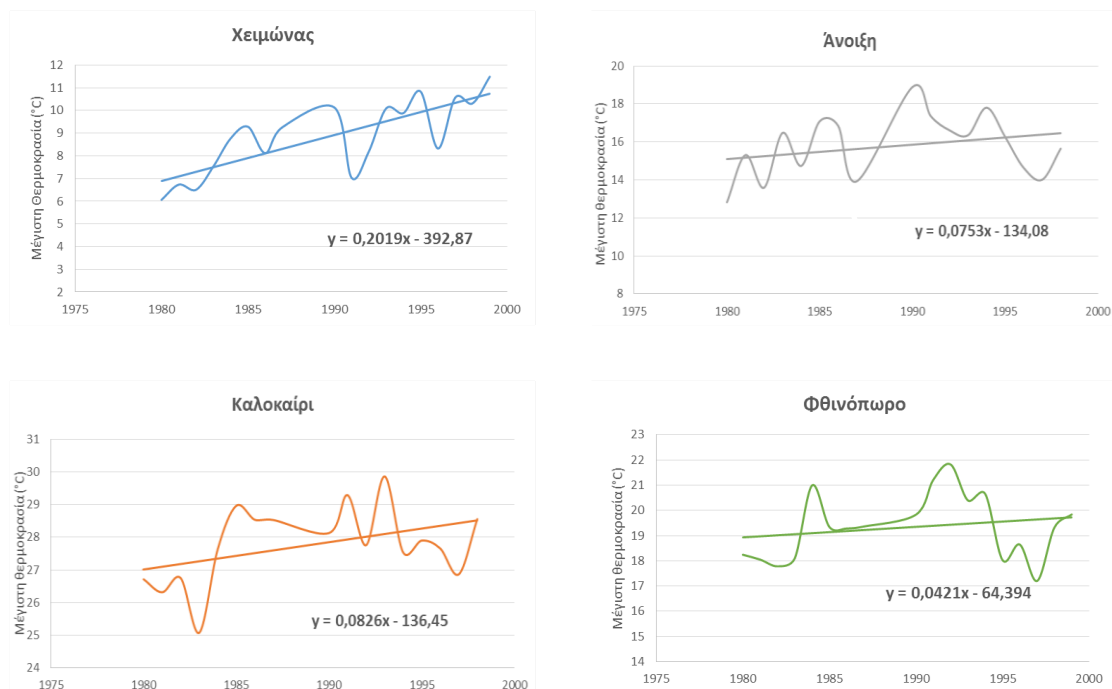 Χειμώνας
Μέγιστη Θερμοκρασία (°C)
12
11
10
9
8
7
6
5
4
3
2
y = 0,2019x - 392,87
1975 1980 1985 1990 1995 2000
Άνοιξη
Μέγιστη θερμοκρασία (°C)
20
18
16
14
12
10
8
y = 0,0753x - 134,08
1975 1980 1985 1990 1995 2000
Καλοκαίρι
Μέγιστη θερμοκρασία (°C)
31
30
29
28
27
26
25
24
y = 0,0826x - 136,45
1975 1980 1985 1990 1995 2000
Φθινόπωρο
Μέγιστη θερμοκρασία (°C)
23
22
21
20
19
18
17
16
15
14
y = 0,0421x - 64,394
1975 1980 1985 1990 1995 2000